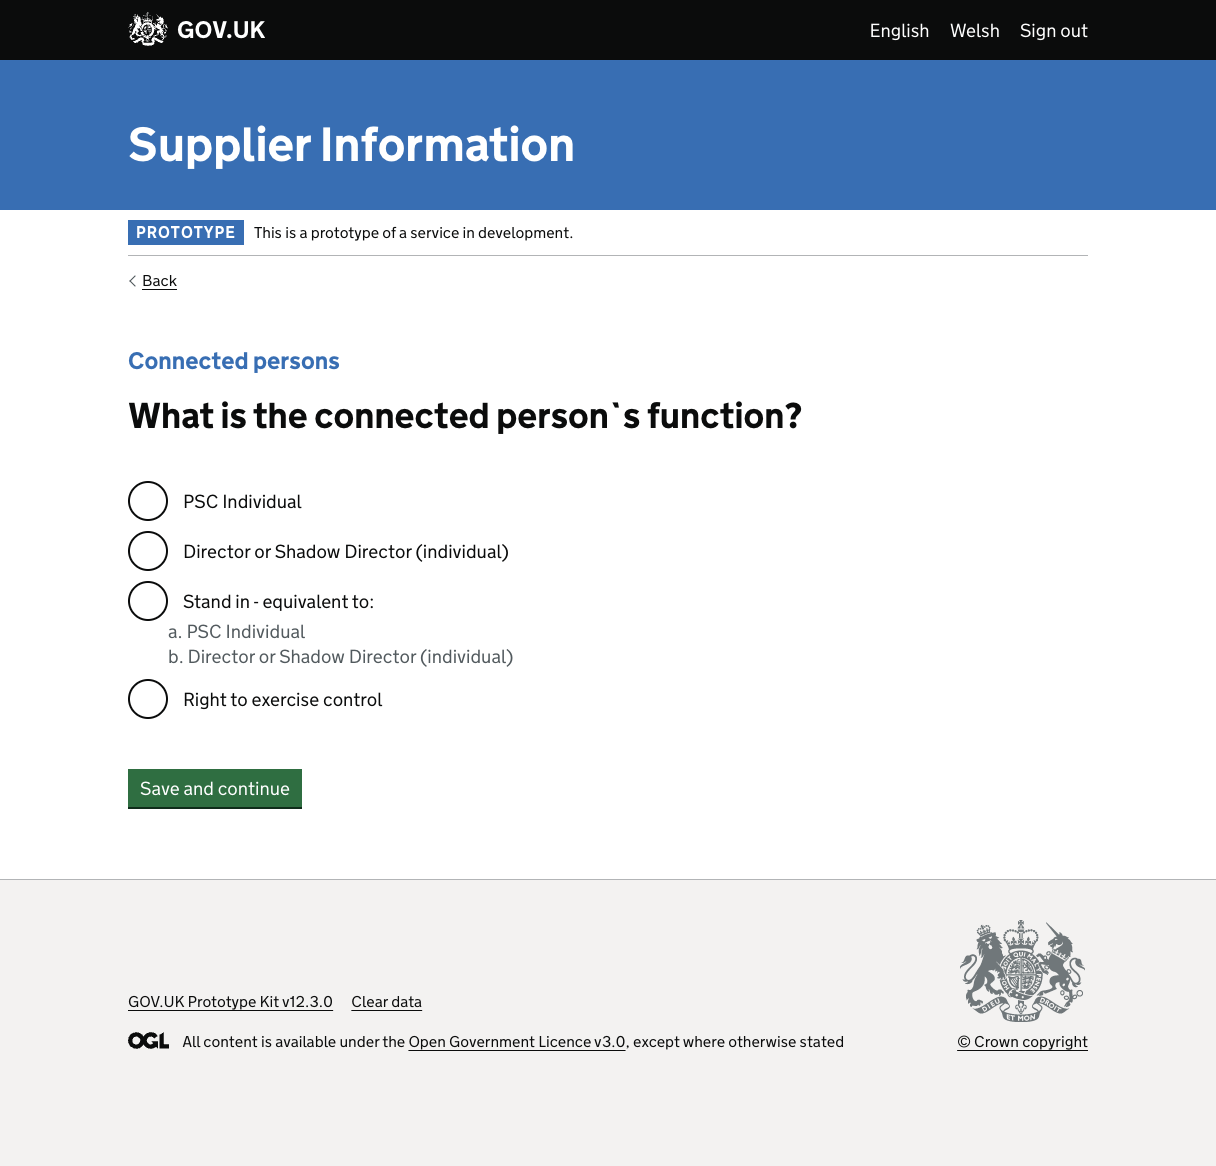 GOV.UK English Welsh Sign out
Supplier Information
PROTOTYPE This is a prototype of a service in development.
Back
Connected persons
What is the connected person`s function?
PSC Individual
Director or Shadow Director (individual)
Stand in - equivalent to:
a. PSC Individual
b. Director or Shadow Director (individual)
Right to exercise control
Save and continue
GOV.UK Prototype Kit v12.3.0 Clear data
OGL All content is available under the Open Government Licence v3.0, except where otherwise stated
© Crown copyright